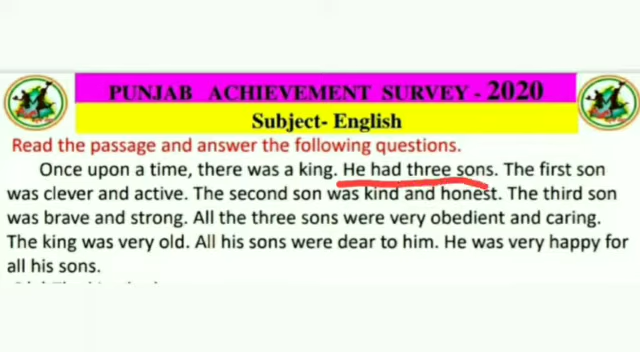 PUNJAB ACHIEVEMENT SURVEY - 2020
Subject- English
Read the passage and answer the following questions.
Once upon a time, there was a king. He had three sons. The first son
was clever and active. The second son was kind and honest. The third son
was brave and strong. All the three sons were very obedient and caring.
The king was very old. All his sons were dear to him. He was very happy for
all his sons.